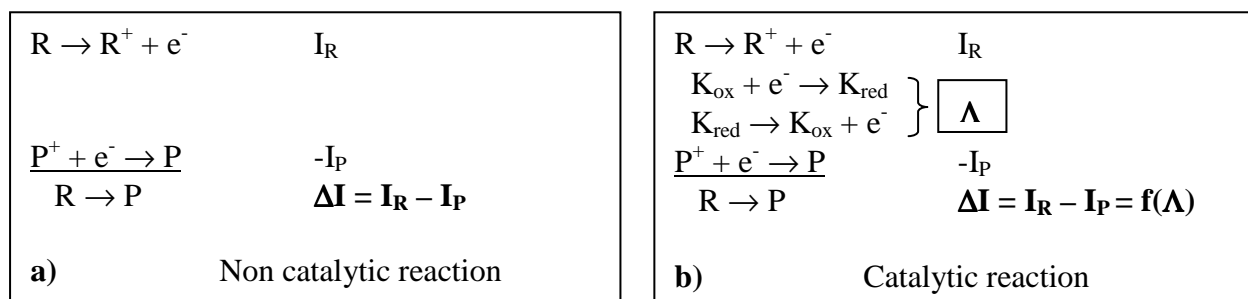 R → R⁺ + e⁻ I_R
P⁺ + e⁻ → P -I_P
R → P ΔI = I_R – I_P
a) Non catalytic reaction
R → R⁺ + e⁻ I_R
K_ox + e⁻ → K_red
K_red → K_ox + e⁻
Λ
P⁺ + e⁻ → P -I_P
R → P ΔI = I_R – I_P = f(Λ)
b) Catalytic reaction